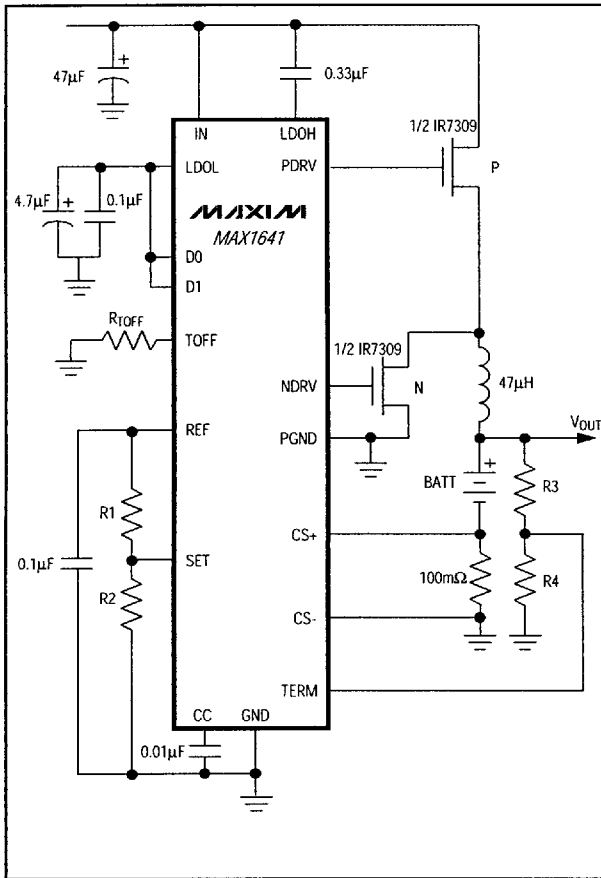 47µF
+
0.33µF
IN
LDOH
1/2 IR7309
LDOL
PDRV
P
4.7µF
+
0.1µF
MAXIM
MAX1641
D0
D1
RTOFF
TOFF
1/2 IR7309
NDRV
N
47µH
REF
PGND
VOUT
+
BATT
R3
R1
CS+
0.1µF
SET
100mΩ
R4
R2
CS-
TERM
CC
GND
0.01µF